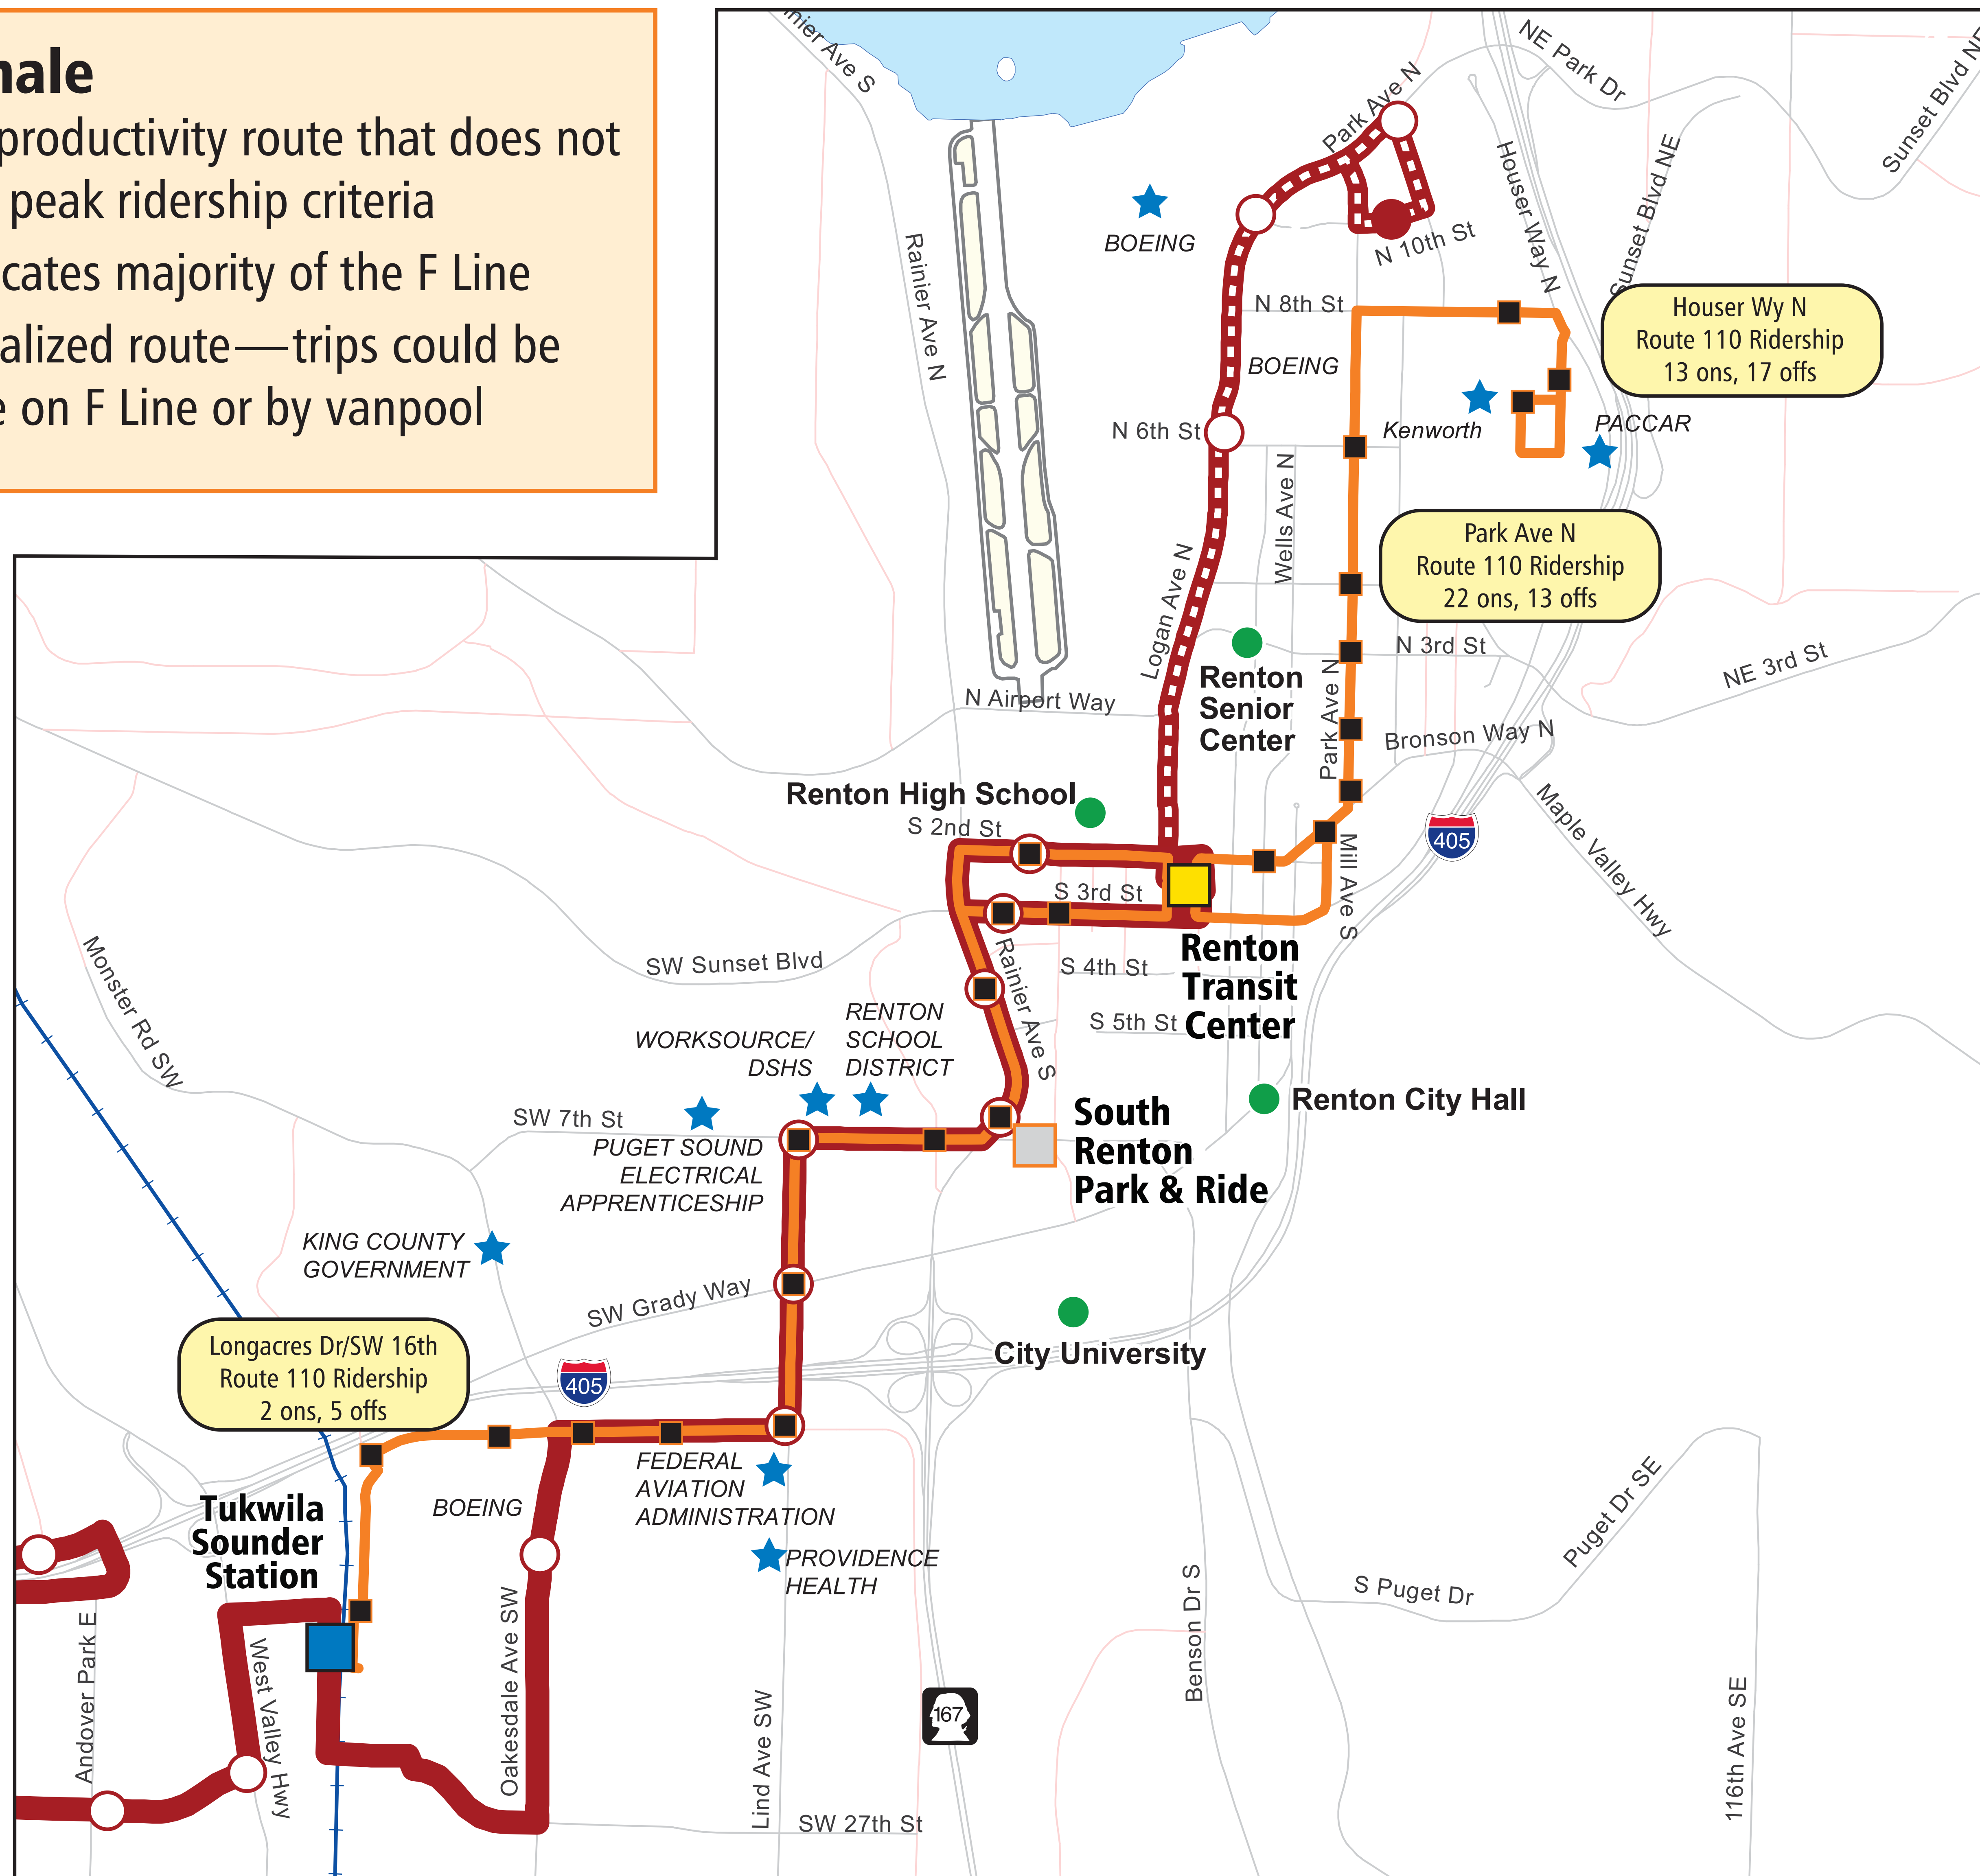 nale
productivity route that does not
peak ridership criteria
cates majority of the F Line
alized route—trips could be
e on F Line or by vanpool
nier Ave S
Park Ave N
NE Park Dr
Sunset Blvd NE
Houser Way N
Sunset Blvd NE
BOEING
N 10th St
Rainier Ave N
N 8th St
Houser Wy N
Route 110 Ridership
13 ons, 17 offs
BOEING
Kenworth
PACCAR
N 6th St
Wells Ave N
Park Ave N
Route 110 Ridership
22 ons, 13 offs
Logan Ave N
N 3rd St
NE 3rd St
Renton
Senior
Center
Park Ave N
N Airport Way
Bronson Way N
Renton High School
S 2nd St
405
Maple Valley Hwy
Mill Ave S
S 3rd St
Renton
Transit
Center
Monster Rd SW
SW Sunset Blvd
Rainier Ave S
S 4th St
S 5th St
WORKSOURCE/
DSHS
RENTON
SCHOOL
DISTRICT
SW 7th St
PUGET SOUND
ELECTRICAL
APPRENTICESHIP
South
Renton
Park & Ride
Renton City Hall
KING COUNTY
GOVERNMENT
SW Grady Way
City University
Longacres Dr/SW 16th
Route 110 Ridership
2 ons, 5 offs
405
FEDERAL
AVIATION
ADMINISTRATION
BOEING
Tukwila
Sounder
Station
PROVIDENCE
HEALTH
Puget Dr SE
S Puget Dr
Benson Dr S
Andover Park E
West Valley Hwy
Oakesdale Ave SW
Lind Ave SW
167
116th Ave SE
SW 27th St